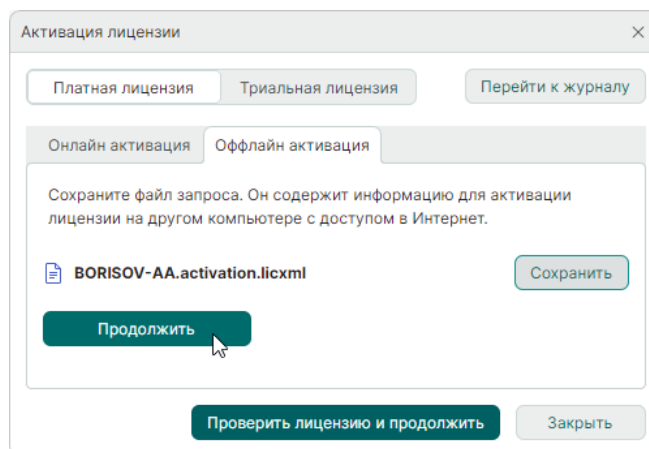 Активация лицензии
Платная лицензия
Триальная лицензия
Перейти к журналу
Онлайн активация
Оффлайн активация
Сохраните файл запроса. Он содержит информацию для активации
лицензии на другом компьютере с доступом в Интернет.
BORISOV-AA.activation.licxml
Сохранить
Продолжить
Проверить лицензию и продолжить
Закрыть